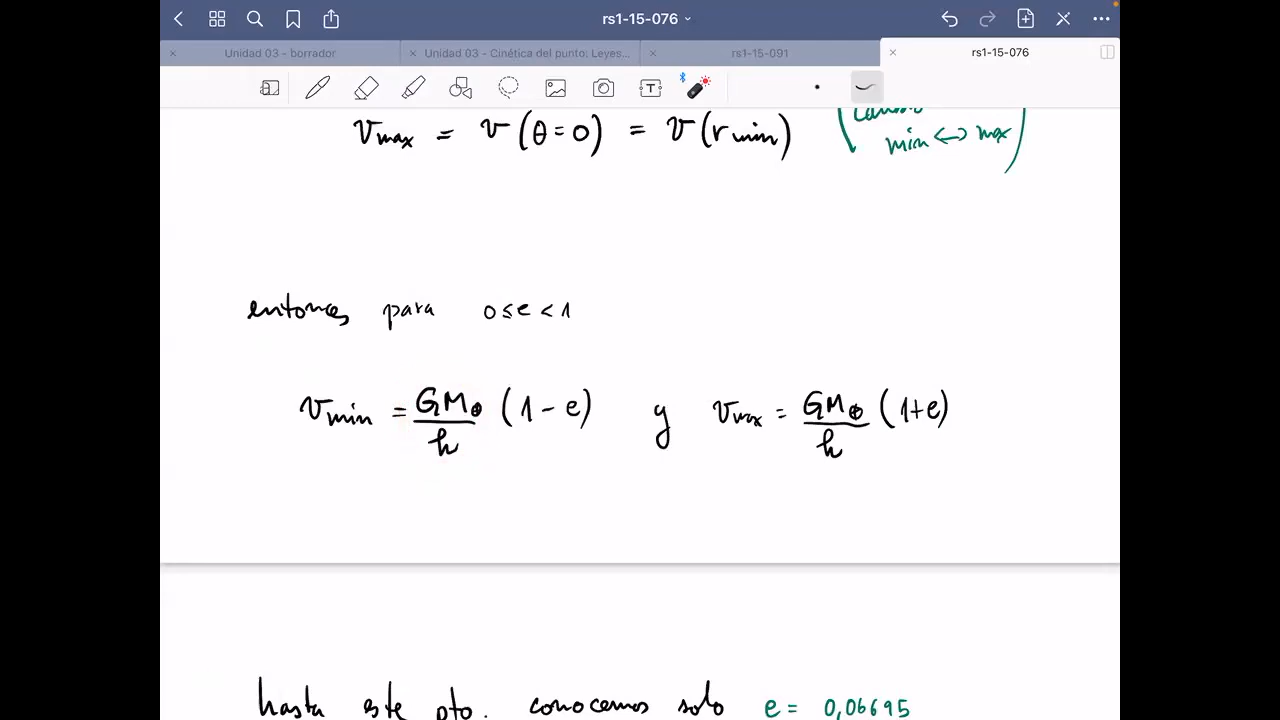 rs1-15-076
Unidad 03 - borrador
Unidad 03 - Cinética del punto: Leyes...
rs1-15-091
rs1-15-076
T
vmax = v(θ=0) = v(rmin)
min <-> max
entonces para 0≤e<1
vmin = GM⊕/h (1-e) y vmax = GM⊕/h (1+e)
hasta este pto. conocemos solo e = 0,06695